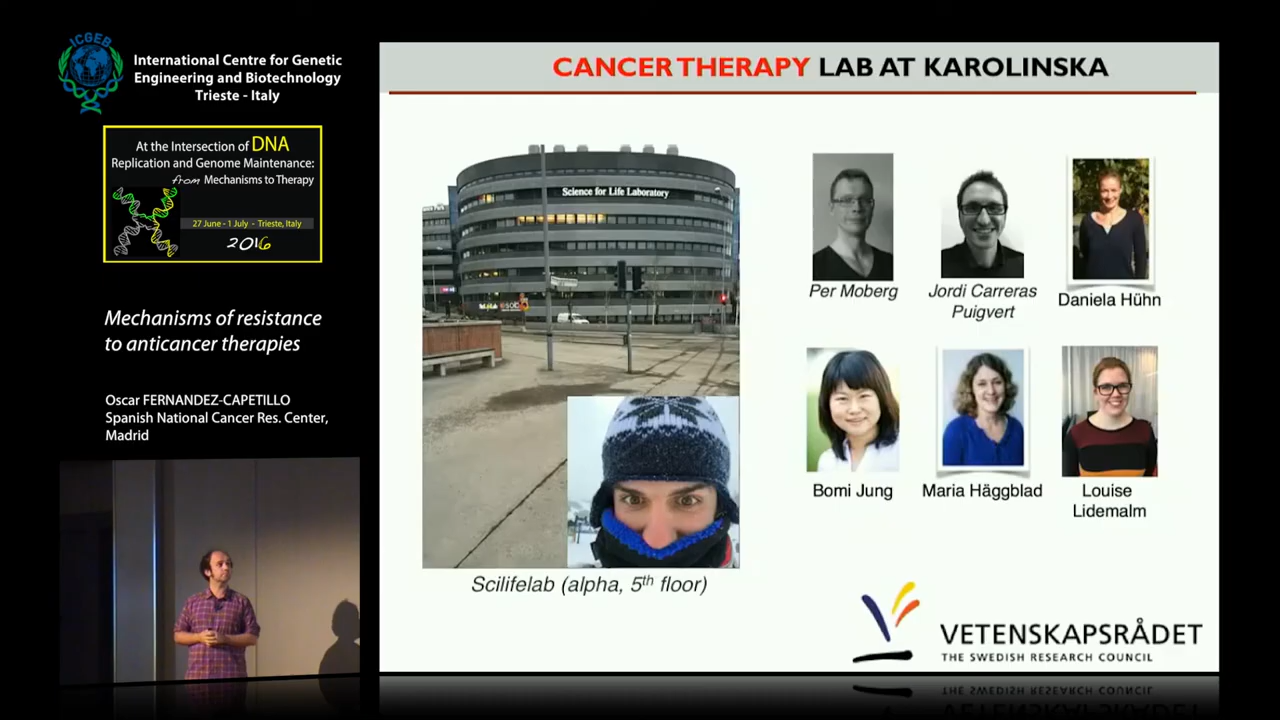 ICGEB
International Centre for Genetic
Engineering and Biotechnology
Trieste - Italy
At the Intersection of DNA
Replication and Genome Maintenance:
from Mechanisms to Therapy
27 June - 1 July - Trieste, Italy
2016
Mechanisms of resistance
to anticancer therapies
Oscar FERNANDEZ-CAPETILLO
Spanish National Cancer Res. Center,
Madrid
CANCER THERAPY LAB AT KAROLINSKA
Science for Life Laboratory
Per Moberg
Jordi Carreras
Puigvert
Daniela Hühn
Bomi Jung
Maria Häggblad
Louise
Lidemalm
Scilifelab (alpha, 5th floor)
VETENSKAPSRÅDET
THE SWEDISH RESEARCH COUNCIL